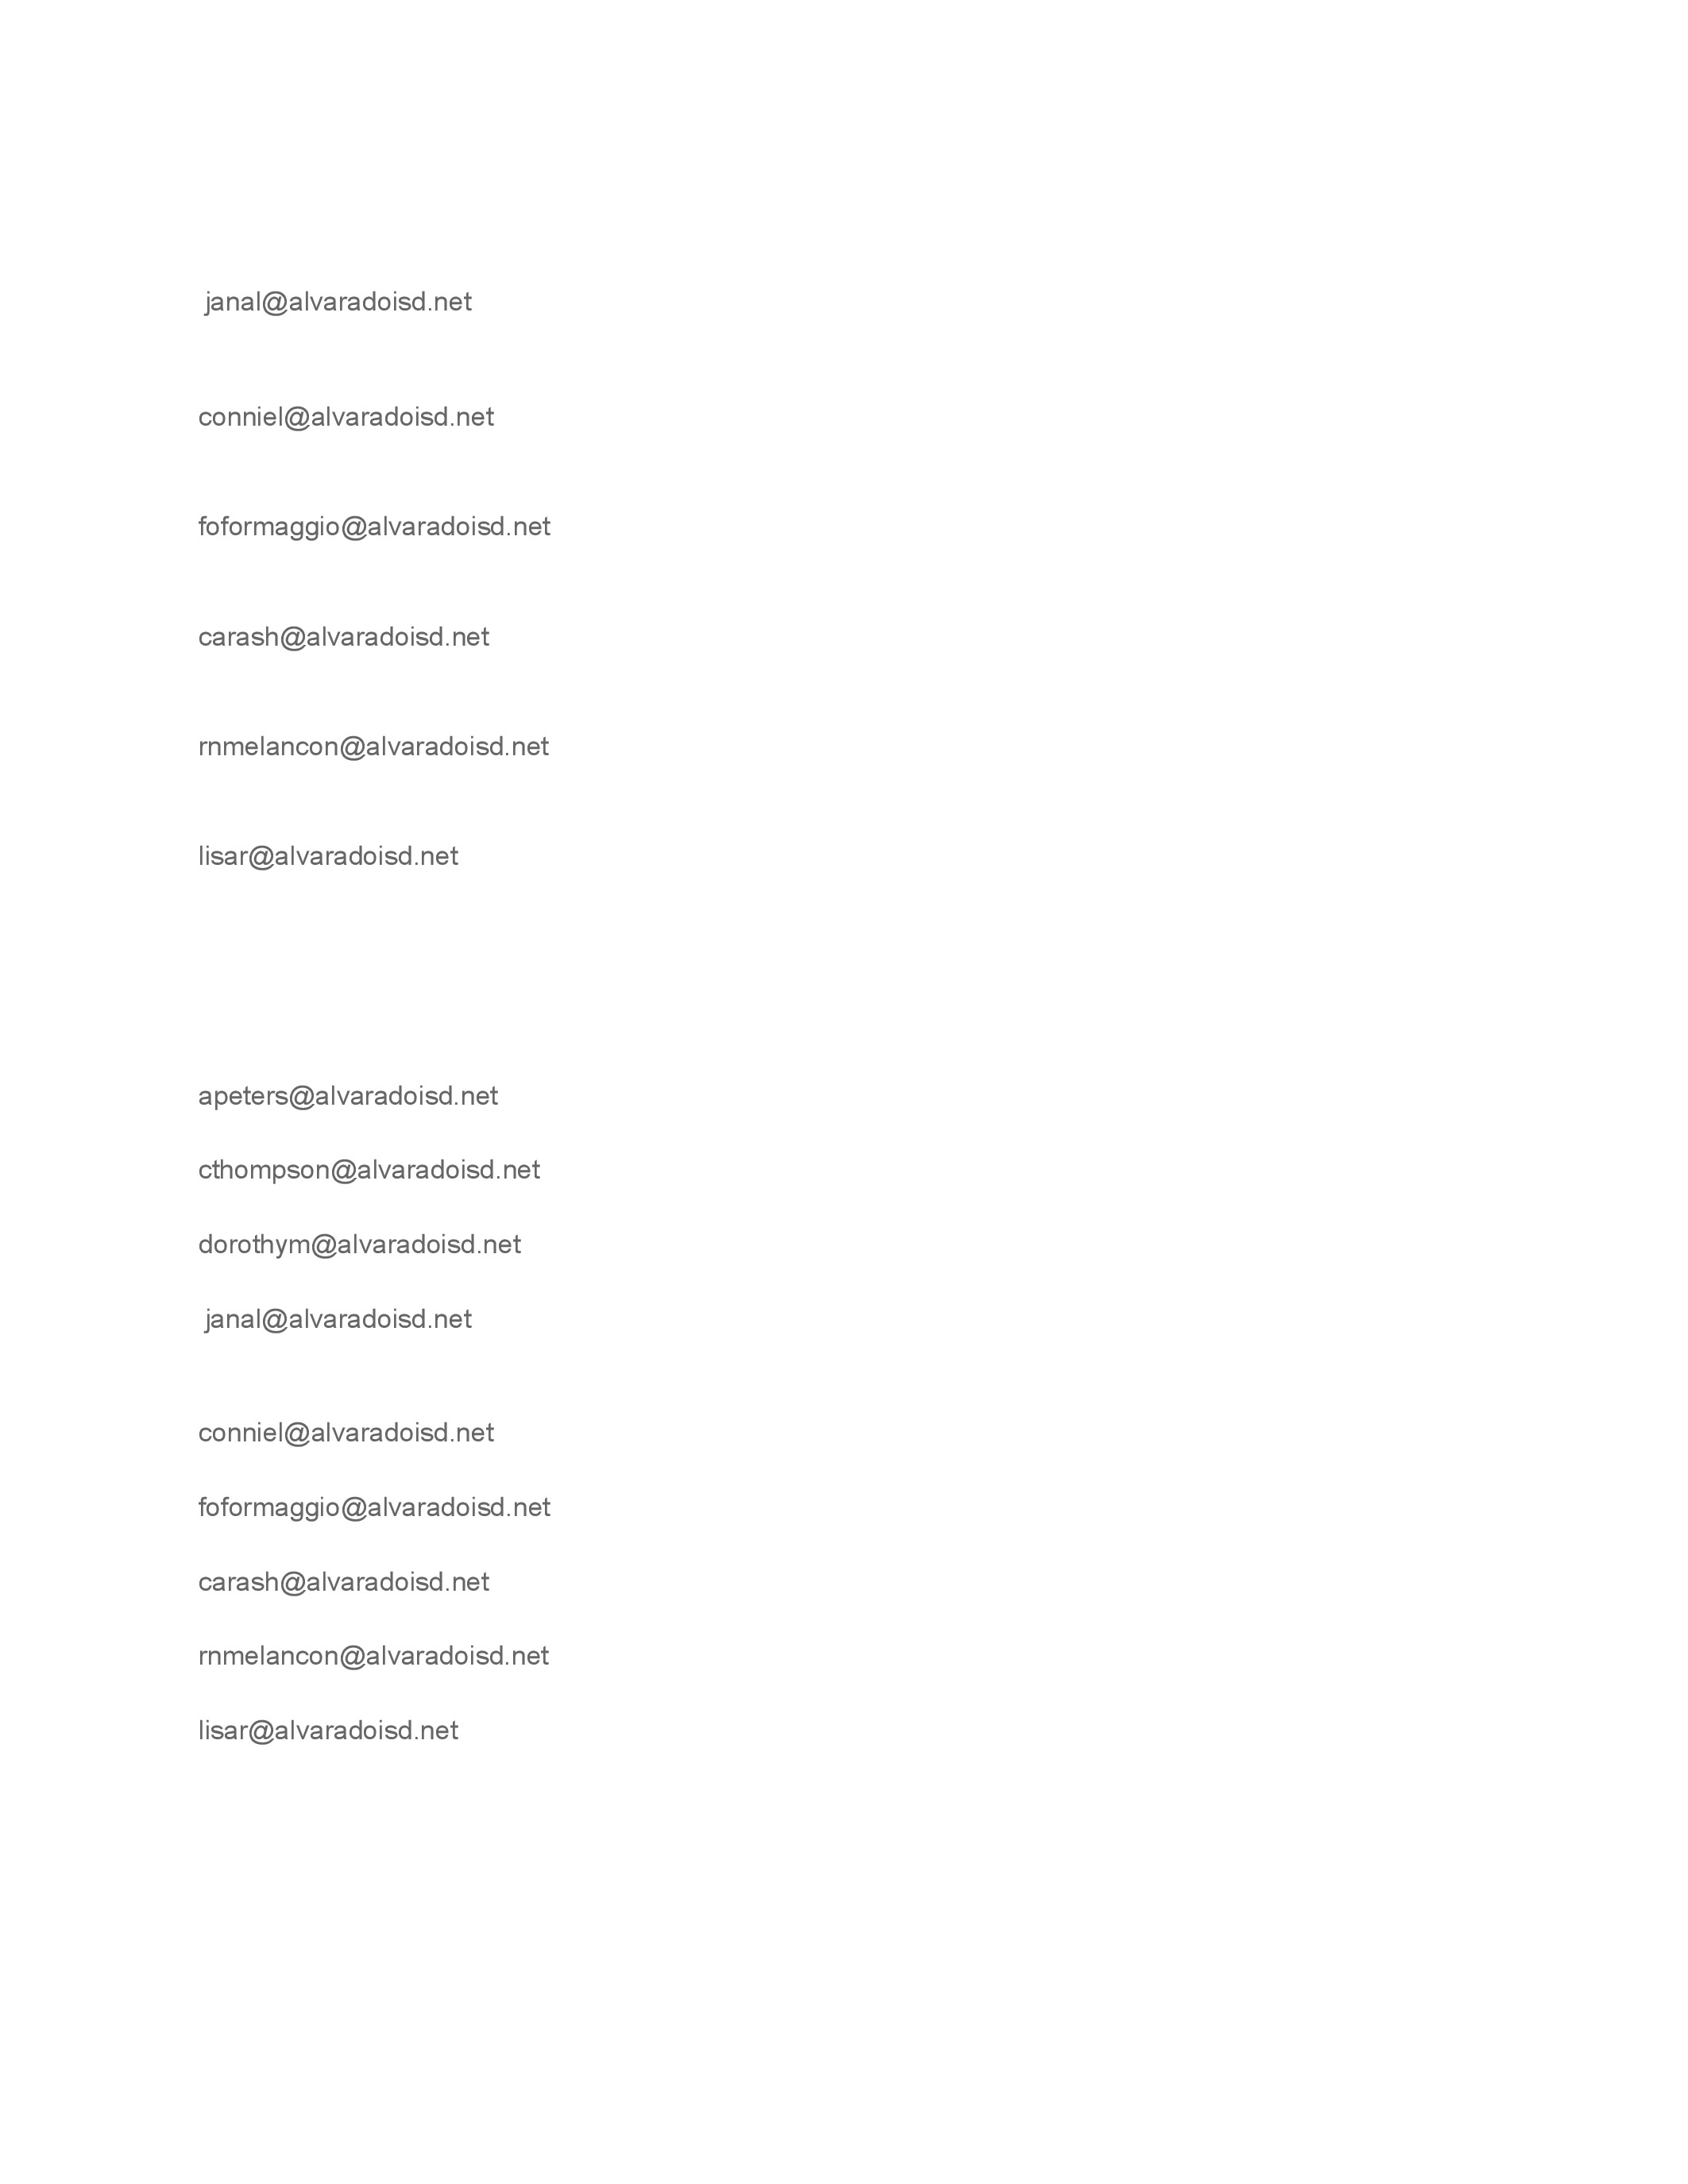 janal@alvaradoisd.net
conniel@alvaradoisd.net
foformaggio@alvaradoisd.net
carash@alvaradoisd.net
rnmelancon@alvaradoisd.net
lisar@alvaradoisd.net
apeters@alvaradoisd.net
cthompson@alvaradoisd.net
dorothym@alvaradoisd.net
janal@alvaradoisd.net
conniel@alvaradoisd.net
foformaggio@alvaradoisd.net
carash@alvaradoisd.net
rnmelancon@alvaradoisd.net
lisar@alvaradoisd.net